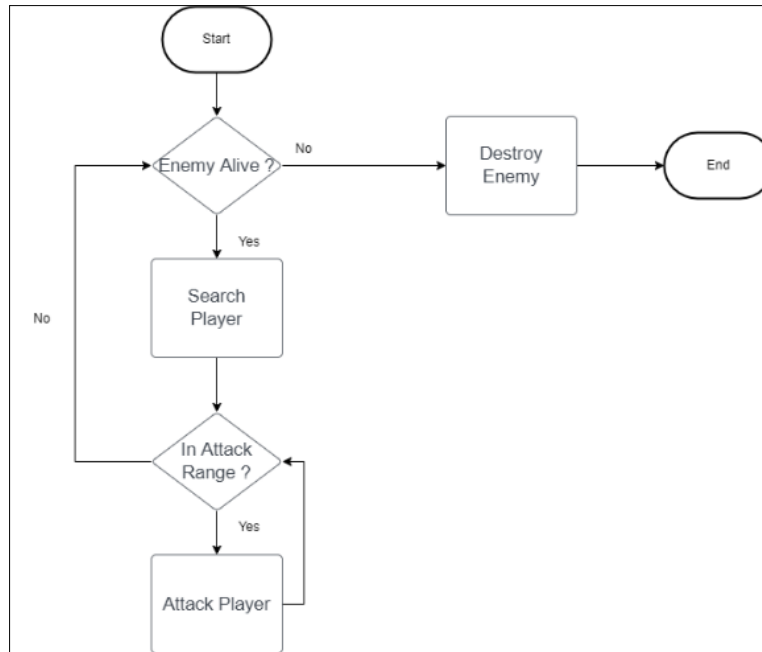 Start
Enemy Alive ?
No
Destroy
Enemy
End
Yes
Search
Player
No
In Attack
Range ?
Yes
Attack Player